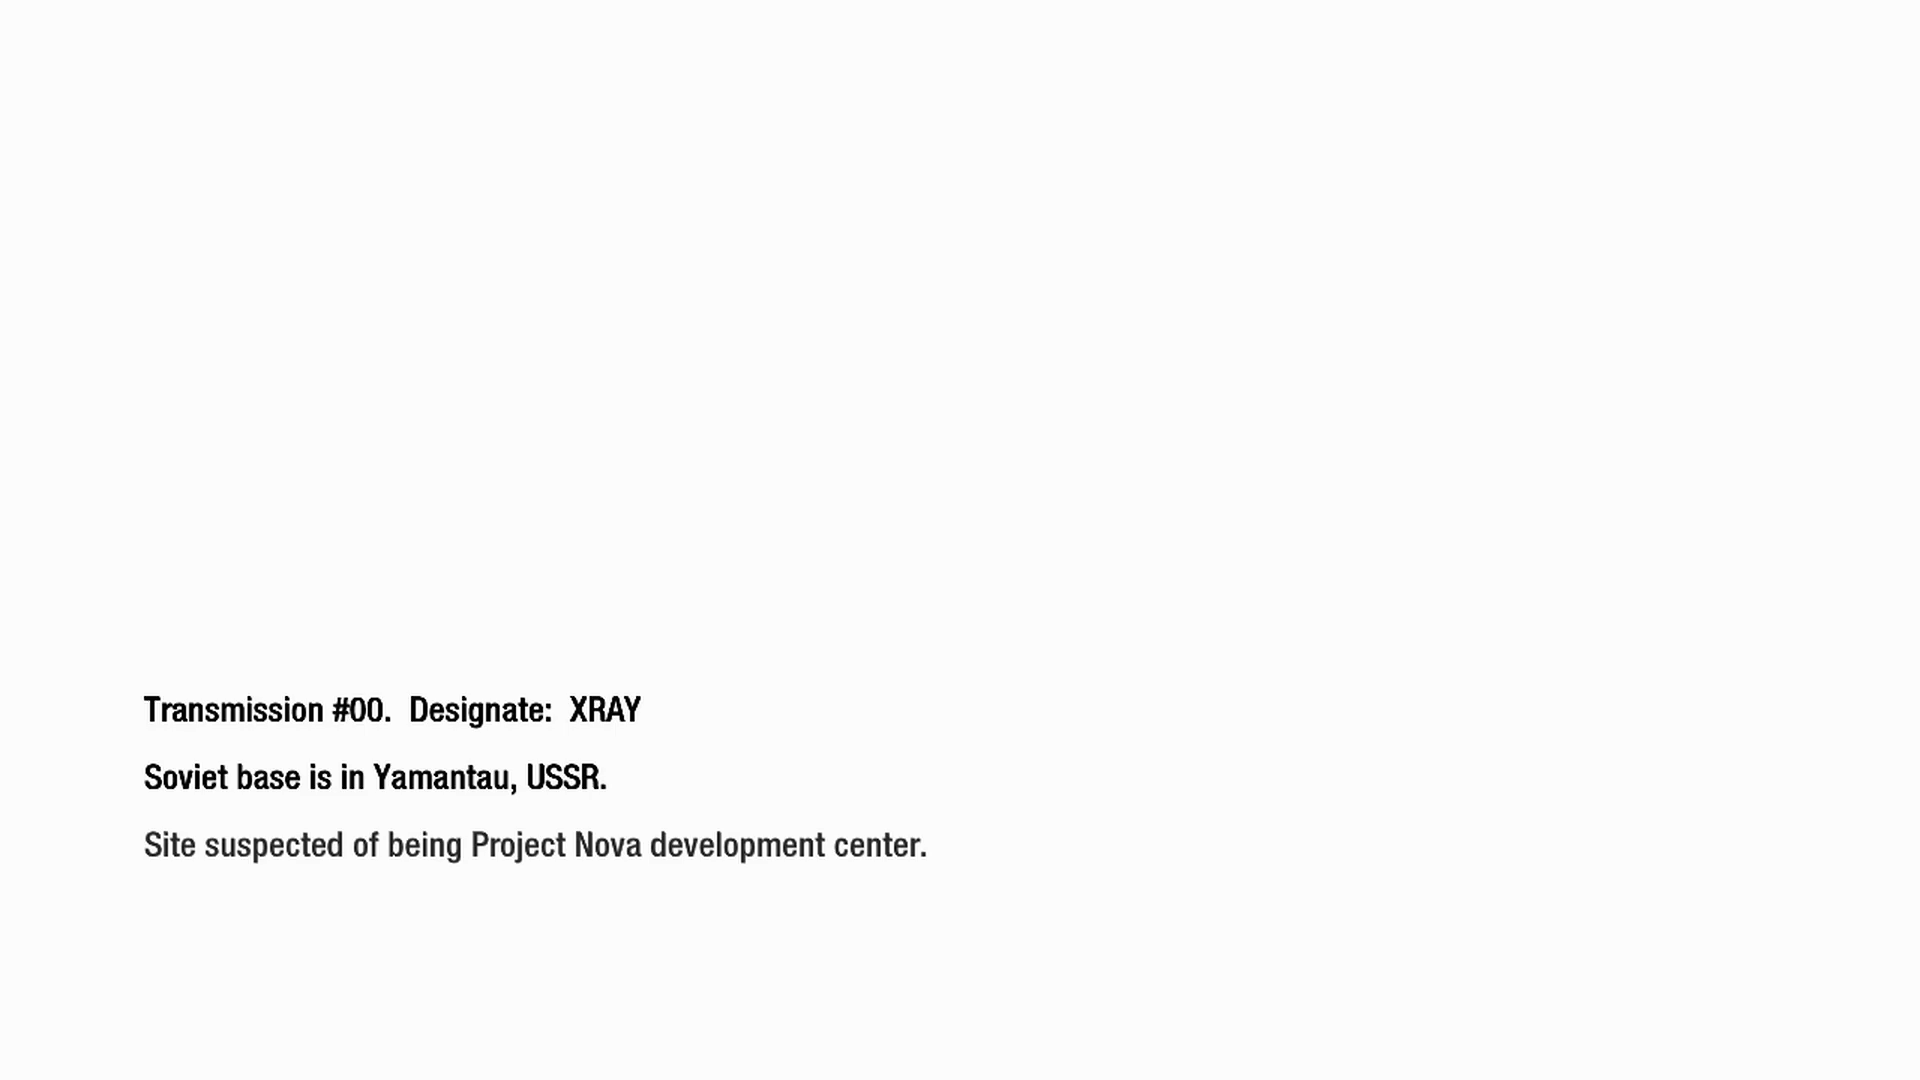 Transmission #00.  Designate:  XRAY
Soviet base is in Yamantau, USSR.
Site suspected of being Project Nova development center.